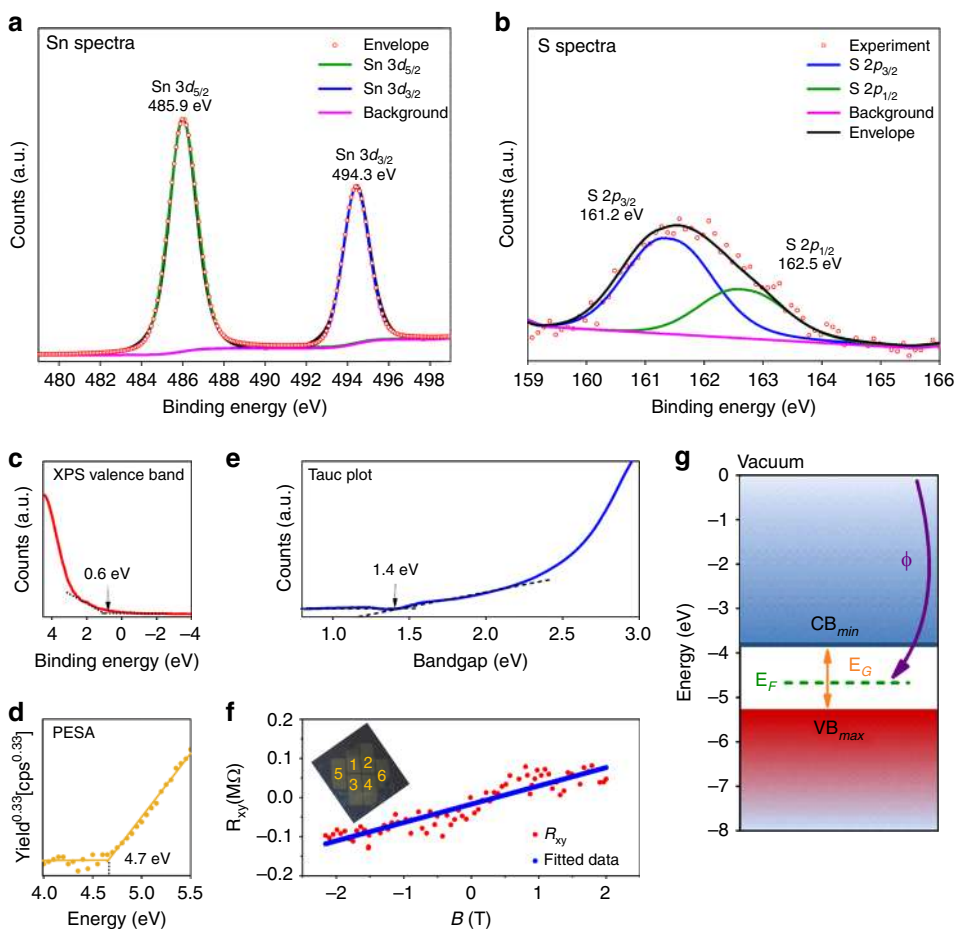 a
Sn spectra
Envelope
Sn 3d5/2
Sn 3d3/2
Background
Sn 3d5/2
485.9 eV
Sn 3d3/2
494.3 eV
Counts (a.u.)
480 482 484 486 488 490 492 494 496 498
Binding energy (eV)
b
S spectra
Experiment
S 2p3/2
S 2p1/2
Background
Envelope
S 2p3/2
161.2 eV
S 2p1/2
162.5 eV
Counts (a.u.)
159 160 161 162 163 164 165 166
Binding energy (eV)
c
XPS valence band
0.6 eV
Counts (a.u.)
4 2 0 −2 −4
Binding energy (eV)
e
Tauc plot
1.4 eV
Counts (a.u.)
1.0 1.5 2.0 2.5 3.0
Bandgap (eV)
g
Vacuum
0
−1
−2
−3
−4
−5
−6
−7
−8
Energy (eV)
ϕ
CBmin
EF
EG
VBmax
d
PESA
4.7 eV
Yield^0.33[cps^0.33]
4.0 4.5 5.0 5.5
Energy (eV)
f
0.2
0.1
0.0
−0.1
−0.2
Rxy(MΩ)
1 2
5 6
3 4
Rxy
Fitted data
−2 −1 0 1 2
B (T)